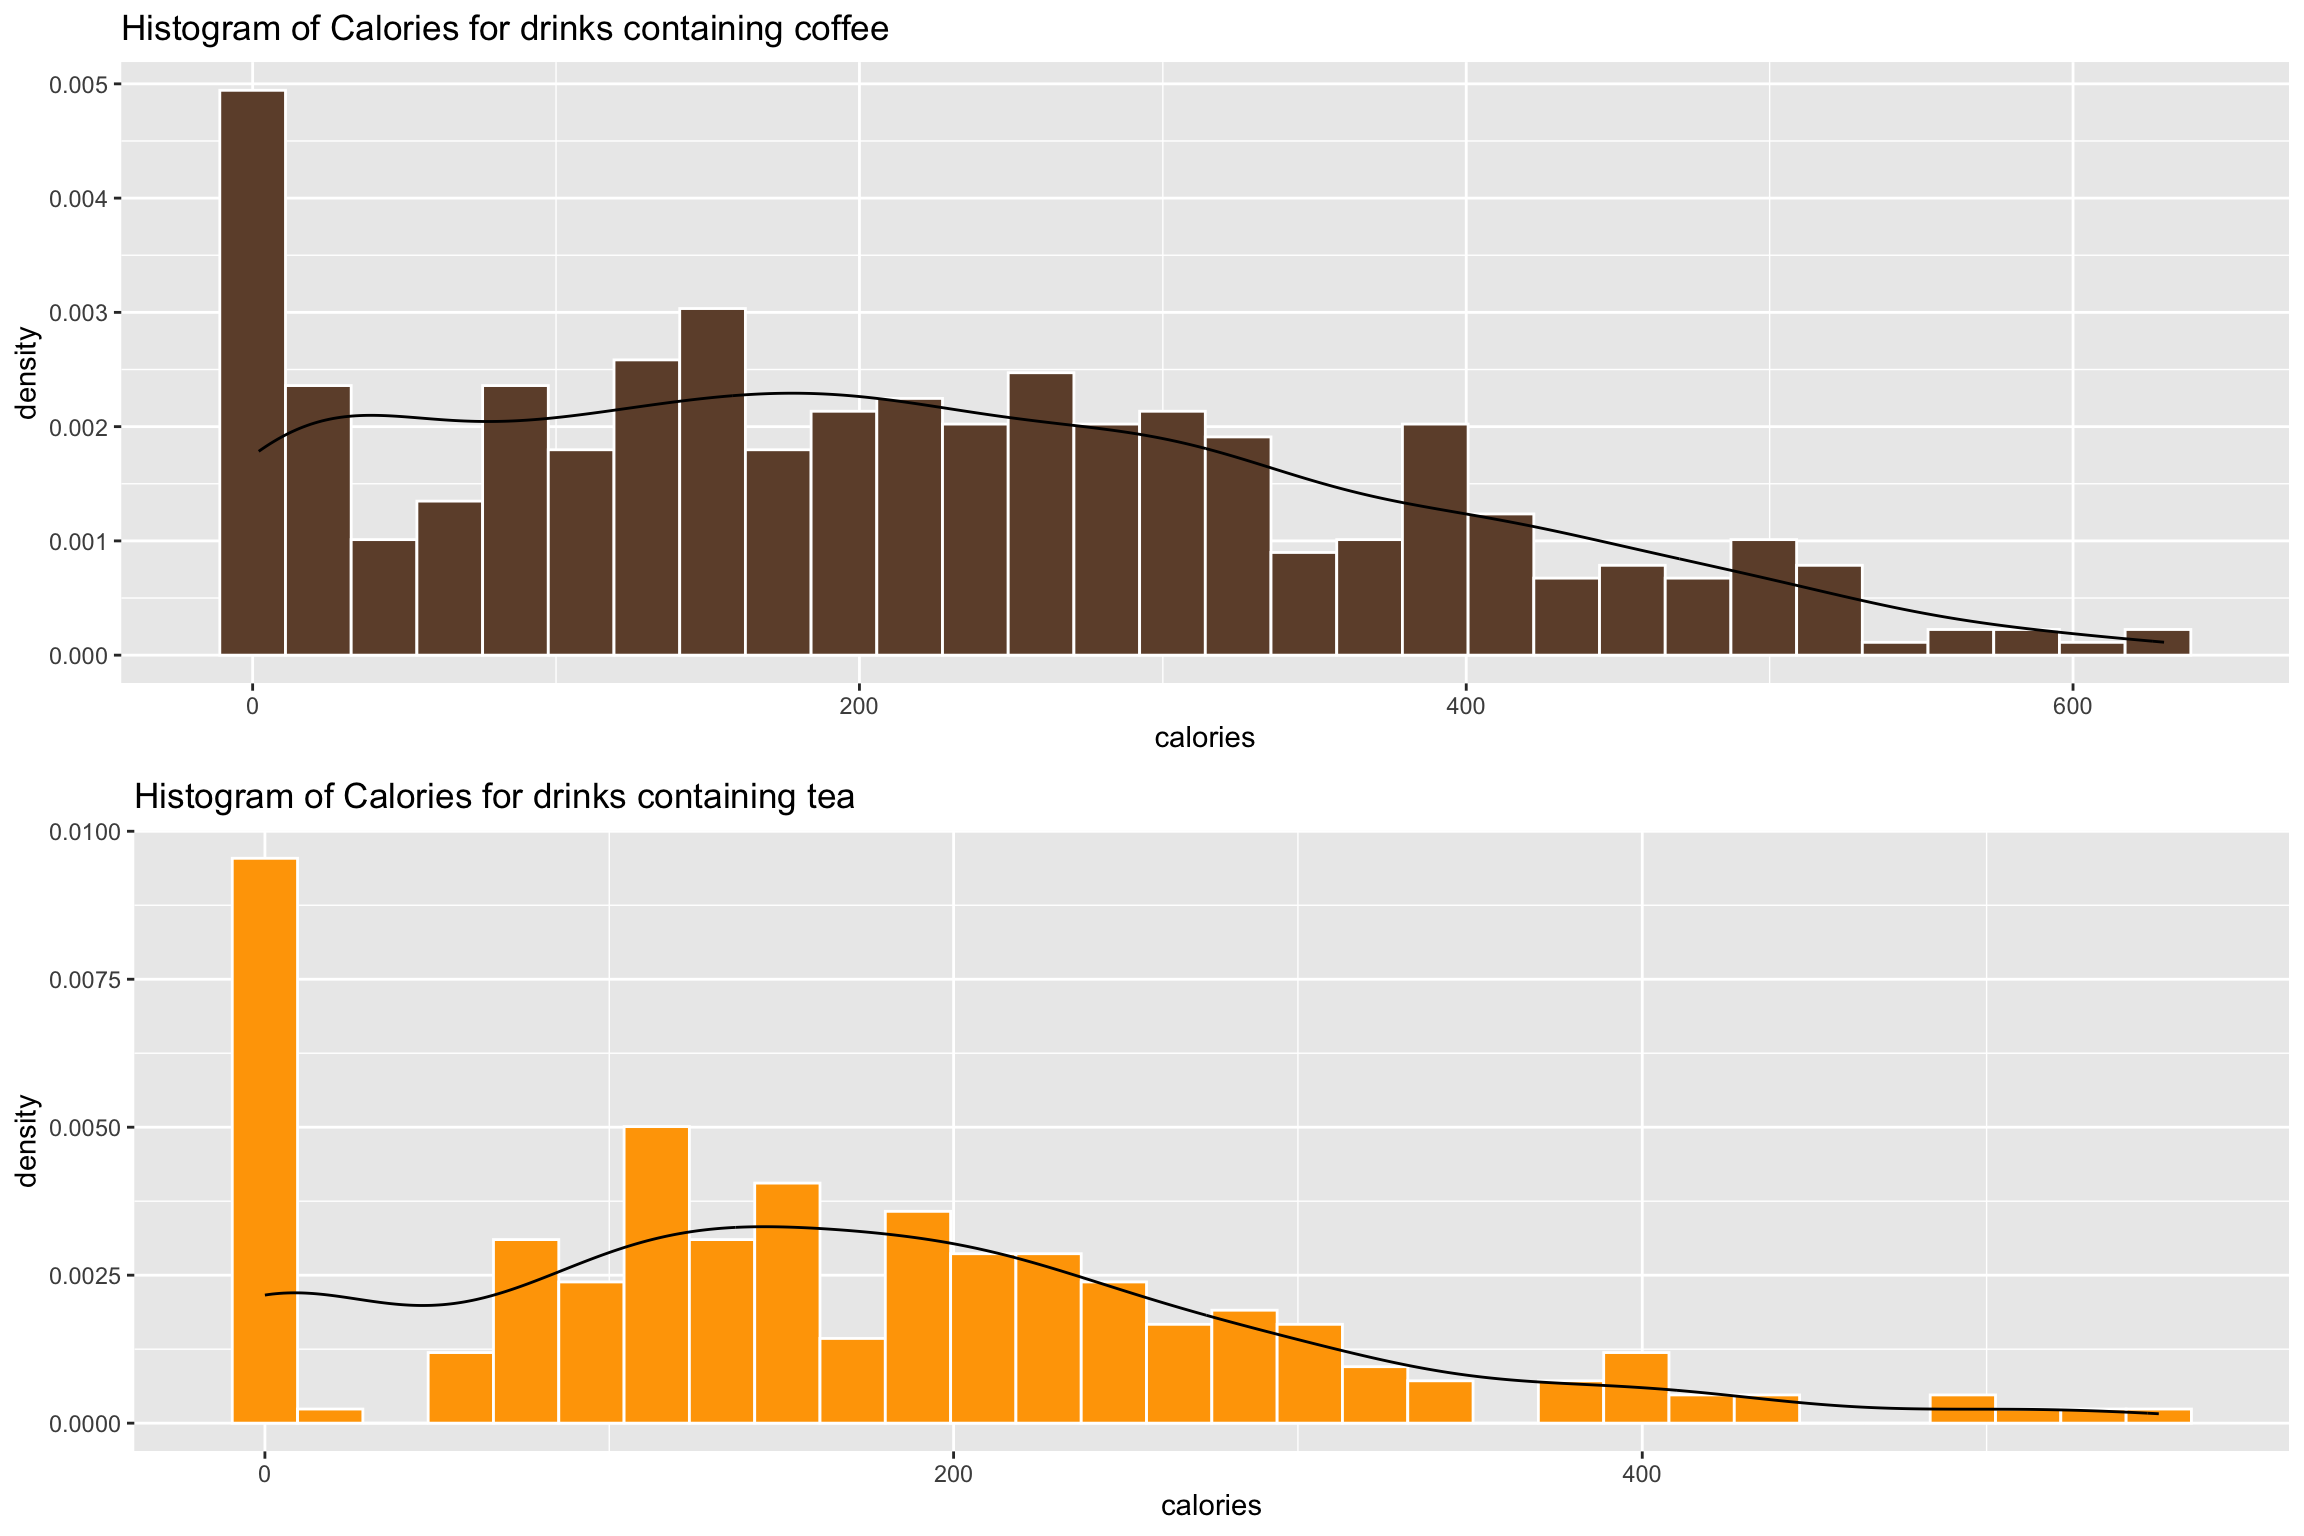 Histogram of Calories for drinks containing coffee
0.005
0.004
0.003
0.002
0.001
0.000
density
0 200 400 600
calories
Histogram of Calories for drinks containing tea
0.0100
0.0075
0.0050
0.0025
0.0000
density
0 200 400
calories